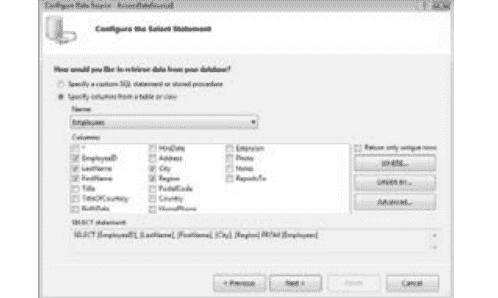 Configure Data Source - AccessDataSource1
Configure the Select Statement
How would you like to retrieve data from your database?
Specify a custom SQL statement or stored procedure
Specify columns from a table or view
Name:
Employees
Columns:
* HireDate Extension Return only unique rows
EmployeeID Address Photo WHERE...
LastName City Notes
FirstName Region ReportsTo ORDER BY...
Title PostalCode
TitleOfCourtesy Country Advanced...
BirthDate HomePhone
SELECT statement:
SELECT [EmployeeID], [LastName], [FirstName], [City], [Region] FROM [Employees]
< Previous Next > Finish Cancel